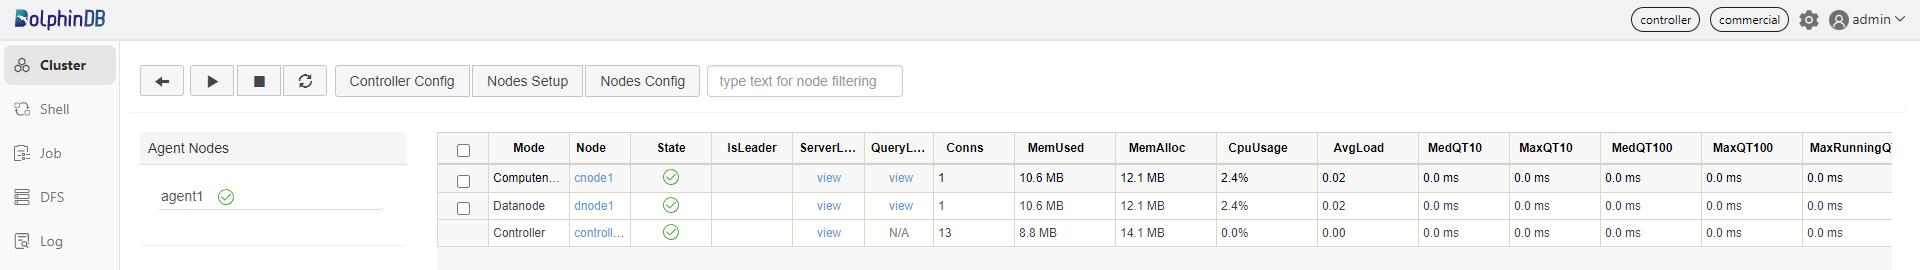 DolphinDB
controller commercial admin
Cluster
Shell
Job
DFS
Log
Controller Config Nodes Setup Nodes Config type text for node filtering
Agent Nodes
agent1
Mode Node State IsLeader ServerL... QueryL... Conns MemUsed MemAlloc CpuUsage AvgLoad MedQT10 MaxQT10 MedQT100 MaxQT100 MaxRunningQ
Computen... cnode1 view view 1 10.6 MB 12.1 MB 2.4% 0.02 0.0 ms 0.0 ms 0.0 ms 0.0 ms 0.0 ms
Datanode dnode1 view view 1 10.6 MB 12.1 MB 2.4% 0.02 0.0 ms 0.0 ms 0.0 ms 0.0 ms 0.0 ms
Controller controll... view N/A 13 8.8 MB 14.1 MB 0.0% 0.00 0.0 ms 0.0 ms 0.0 ms 0.0 ms 0.0 ms